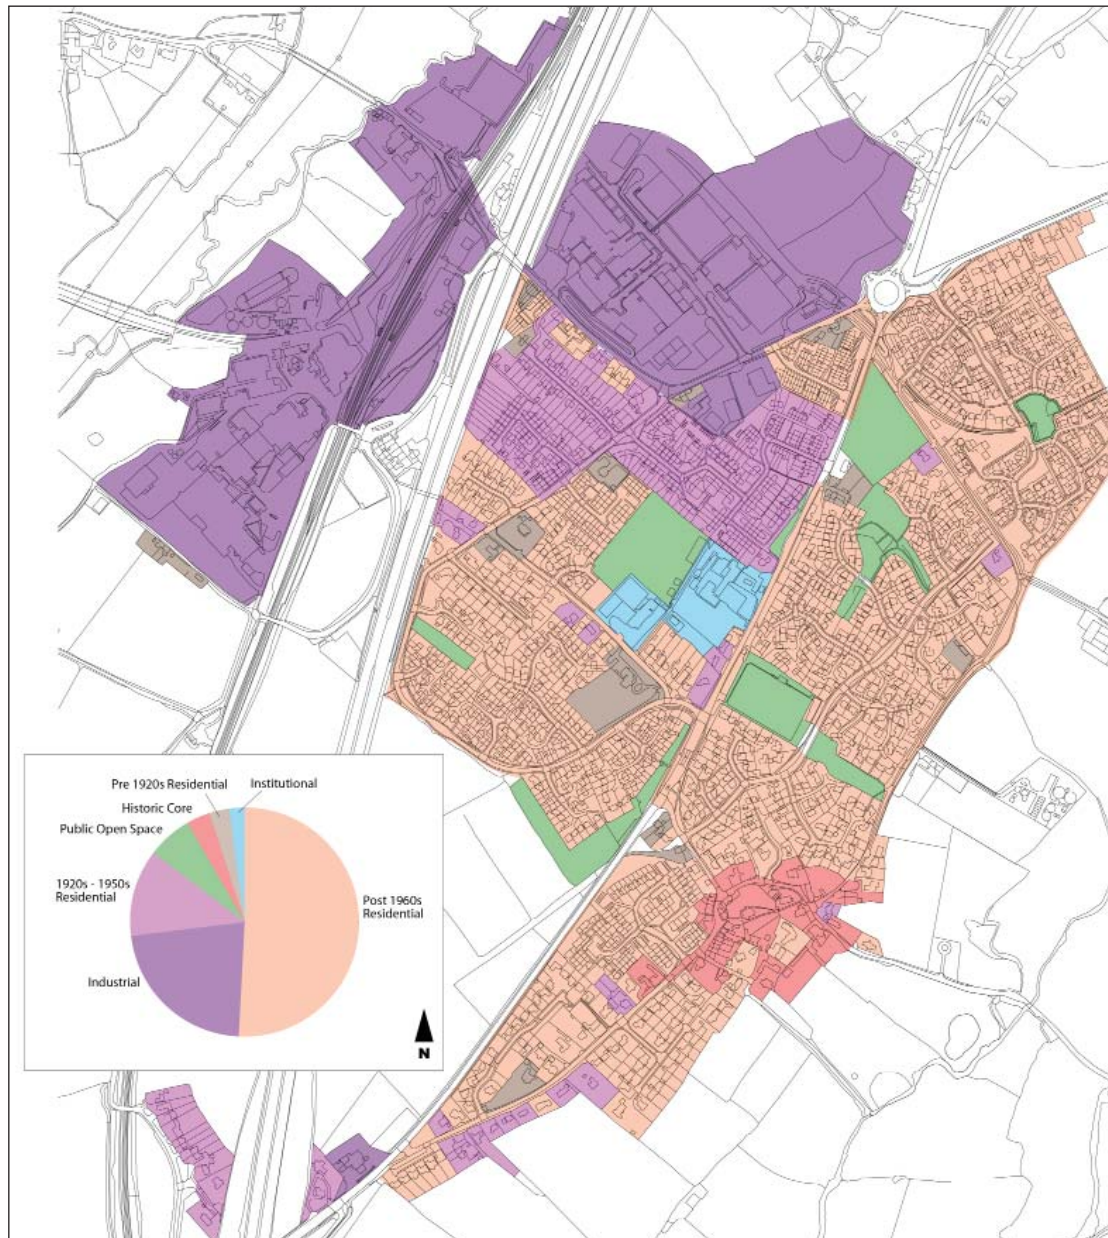 Pre 1920s Residential
Institutional
Historic Core
Public Open Space
1920s - 1950s
Residential
Post 1960s
Residential
Industrial
N